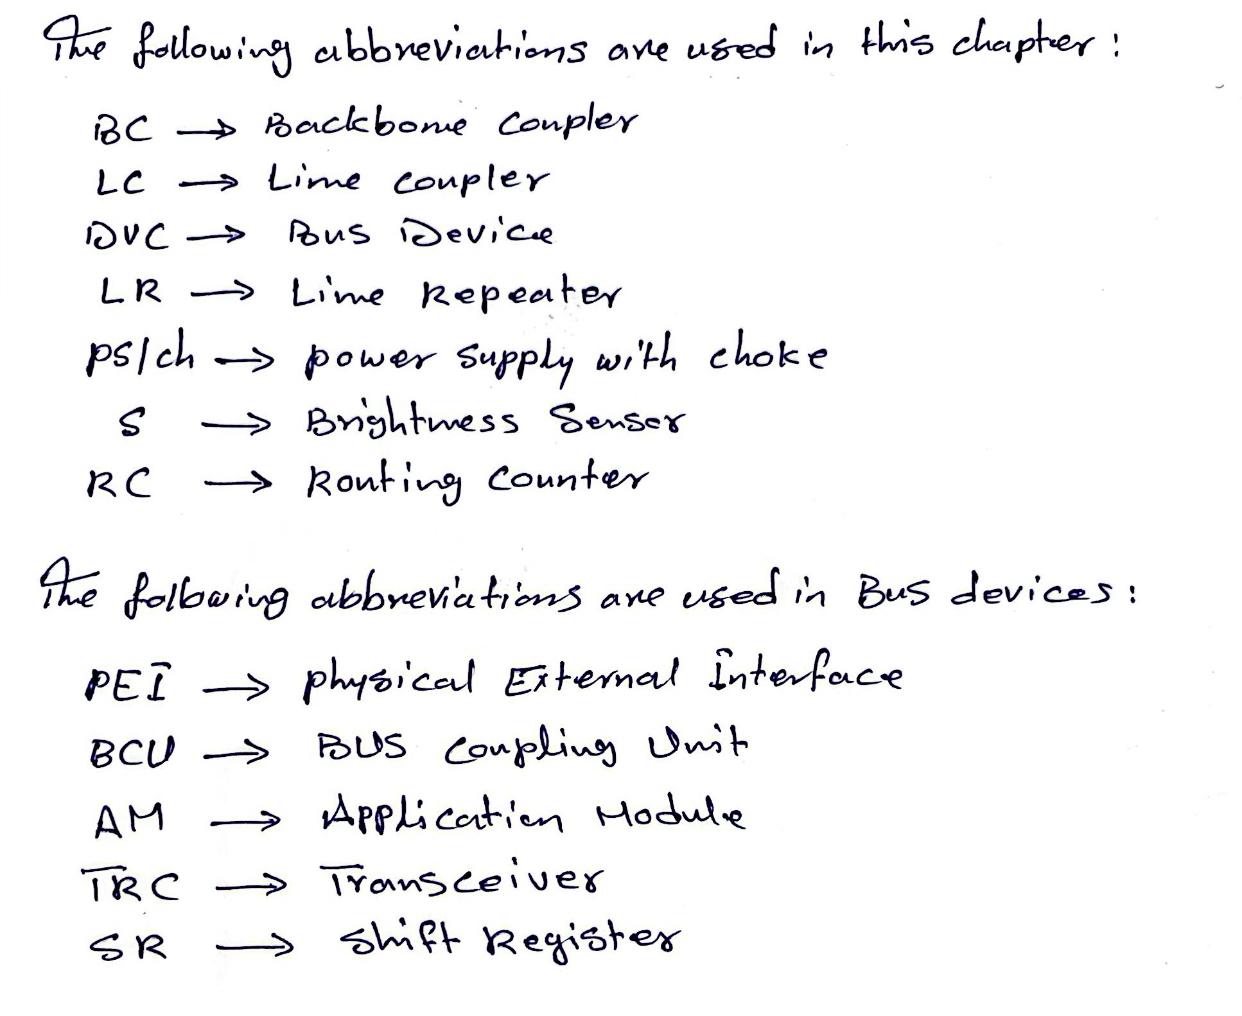 The following abbreviations are used in this chapter:
BC → Backbone coupler
LC → Line coupler
DVC → Bus Device
LR → Line Repeater
PS/ch → power supply with choke
S → Brightness Sensor
RC → Routing Counter
The following abbreviations are used in Bus devices:
PEI → physical External Interface
BCU → BUS Coupling Unit
AM → Application Module
TRC → Transceiver
SR → Shift Register